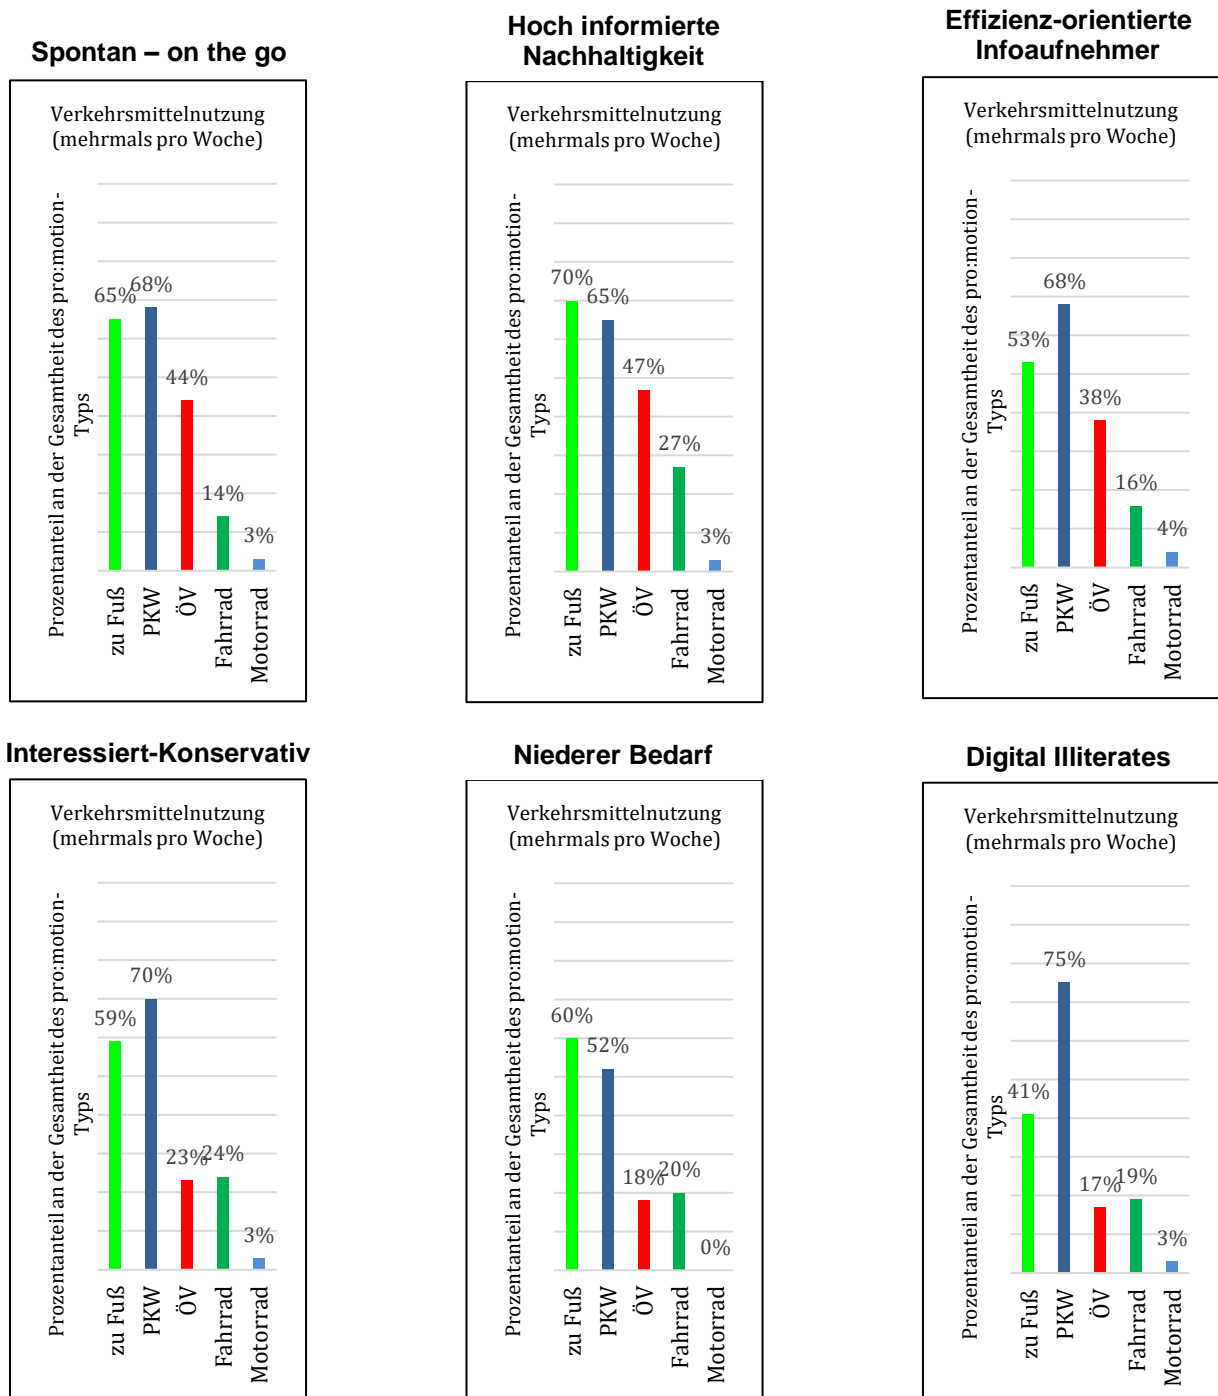 Spontan – on the go
Verkehrsmittelnutzung
(mehrmals pro Woche)
Prozentanteil an der Gesamtheit des pro:motion-
Typs
65%
68%
44%
14%
3%
zu Fuß
PKW
ÖV
Fahrrad
Motorrad
Hoch informierte
Nachhaltigkeit
Verkehrsmittelnutzung
(mehrmals pro Woche)
Prozentanteil an der Gesamtheit des pro:motion-
Typs
70%
65%
47%
27%
3%
zu Fuß
PKW
ÖV
Fahrrad
Motorrad
Effizienz-orientierte
Infoaufnehmer
Verkehrsmittelnutzung
(mehrmals pro Woche)
Prozentanteil an der Gesamtheit des pro:motion-
Typs
53%
68%
38%
16%
4%
zu Fuß
PKW
ÖV
Fahrrad
Motorrad
Interessiert-Konservativ
Verkehrsmittelnutzung
(mehrmals pro Woche)
Prozentanteil an der Gesamtheit des pro:motion-
Typs
59%
70%
23%
24%
3%
zu Fuß
PKW
ÖV
Fahrrad
Motorrad
Niederer Bedarf
Verkehrsmittelnutzung
(mehrmals pro Woche)
Prozentanteil an der Gesamtheit des pro:motion-
Typs
60%
52%
18%
20%
0%
zu Fuß
PKW
ÖV
Fahrrad
Motorrad
Digital Illiterates
Verkehrsmittelnutzung
(mehrmals pro Woche)
Prozentanteil an der Gesamtheit des pro:motion-
Typs
41%
75%
17%
19%
3%
zu Fuß
PKW
ÖV
Fahrrad
Motorrad